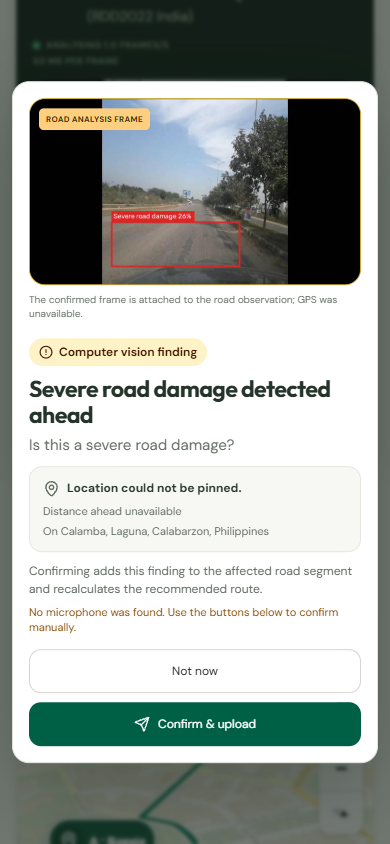 (RDD2022 India)
ROAD ANALYSIS FRAME
Severe road damage 26%
The confirmed frame is attached to the road observation; GPS was
unavailable.
Computer vision finding
Severe road damage detected
ahead
Is this a severe road damage?
Location could not be pinned.
Distance ahead unavailable
On Calamba, Laguna, Calabarzon, Philippines
Confirming adds this finding to the affected road segment
and recalculates the recommended route.
No microphone was found. Use the buttons below to confirm
manually.
Not now
Confirm & upload